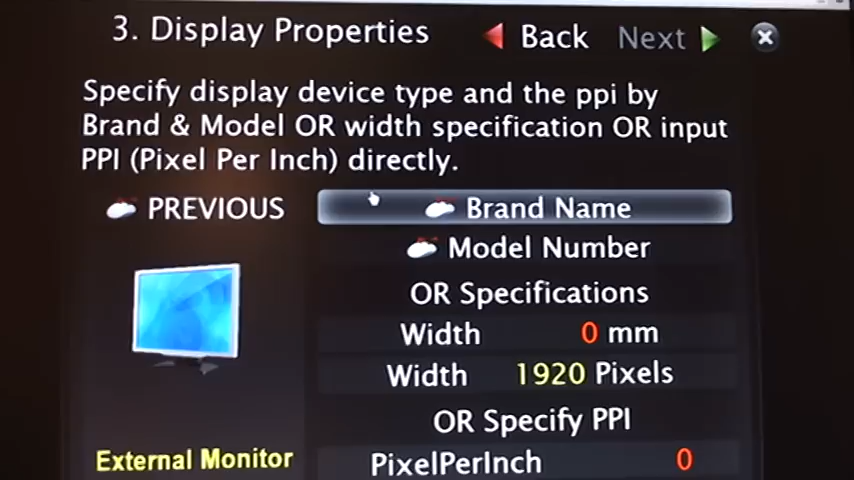 3. Display Properties
Back
Next
Specify display device type and the ppi by
Brand & Model OR width specification OR input
PPI (Pixel Per Inch) directly.
PREVIOUS
Brand Name
Model Number
OR Specifications
Width 0 mm
Width 1920 Pixels
OR Specify PPI
External Monitor
PixelPerInch 0